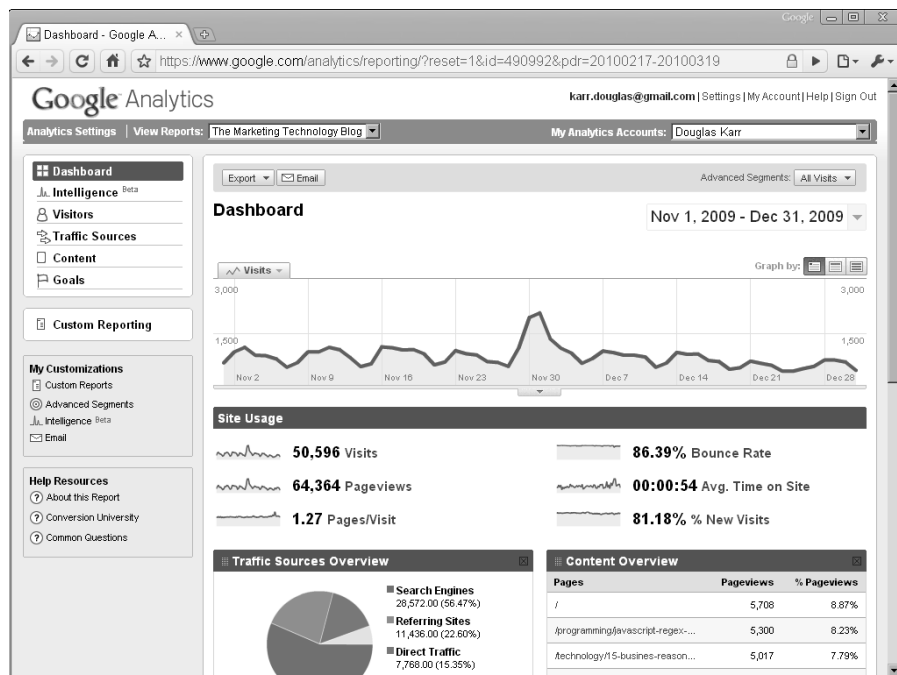 Google
Dashboard - Google A... ×
https://www.google.com/analytics/reporting/?reset=1&id=490992&pdr=20100217-20100319
Google Analytics
karr.douglas@gmail.com | Settings | My Account | Help | Sign Out
Analytics Settings | View Reports: The Marketing Technology Blog
My Analytics Accounts: Douglas Karr
Dashboard
Intelligence Beta
Visitors
Traffic Sources
Content
Goals
Custom Reporting
My Customizations
Custom Reports
Advanced Segments
Intelligence Beta
Email
Help Resources
? About this Report
? Conversion University
? Common Questions
Export Email
Advanced Segments: All Visits
Dashboard
Nov 1, 2009 - Dec 31, 2009
Visits
Graph by:
3,000 3,000
1,500 1,500
Nov 2 Nov 9 Nov 16 Nov 23 Nov 30 Dec 7 Dec 14 Dec 21 Dec 28
Site Usage
50,596 Visits
86.39% Bounce Rate
64,364 Pageviews
00:00:54 Avg. Time on Site
1.27 Pages/Visit
81.18% % New Visits
Traffic Sources Overview
Search Engines
28,572.00 (56.47%)
Referring Sites
11,436.00 (22.60%)
Direct Traffic
7,768.00 (15.35%)
Content Overview
Pages Pageviews % Pageviews
/ 5,708 8.87%
/programming/javascript-regex-... 5,300 8.23%
/technology/15-busines-reason... 5,017 7.79%